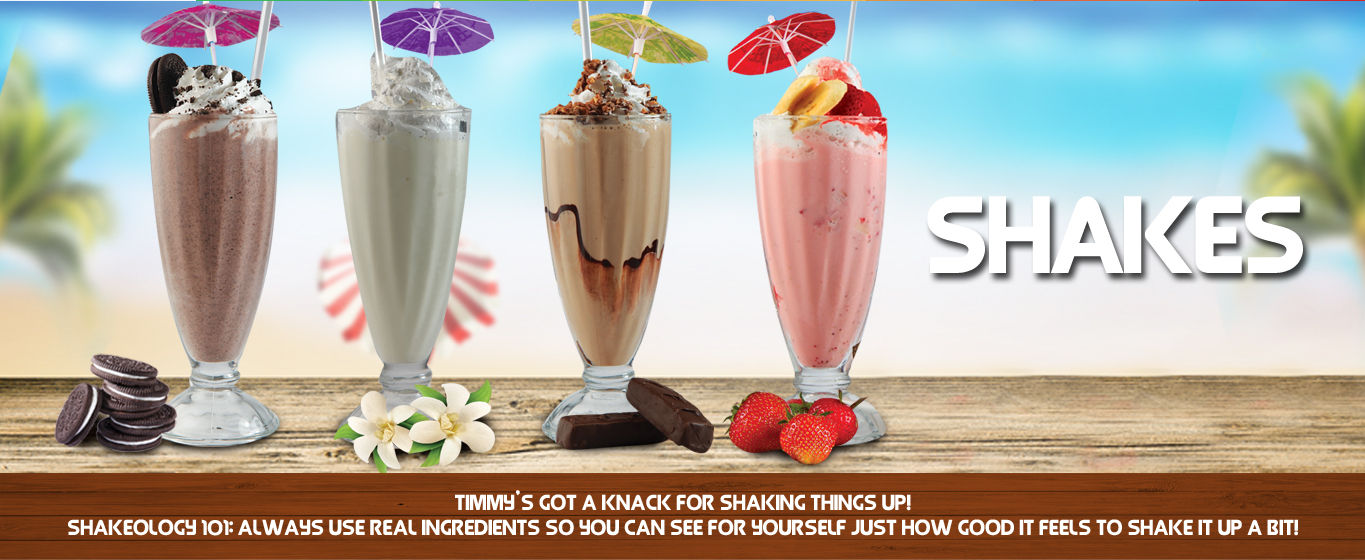 SHAKES
TIMMY'S GOT A KNACK FOR SHAKING THINGS UP!
SHAKEOLOGY 101: ALWAYS USE REAL INGREDIENTS SO YOU CAN SEE FOR YOURSELF JUST HOW GOOD IT FEELS TO SHAKE IT UP A BIT!